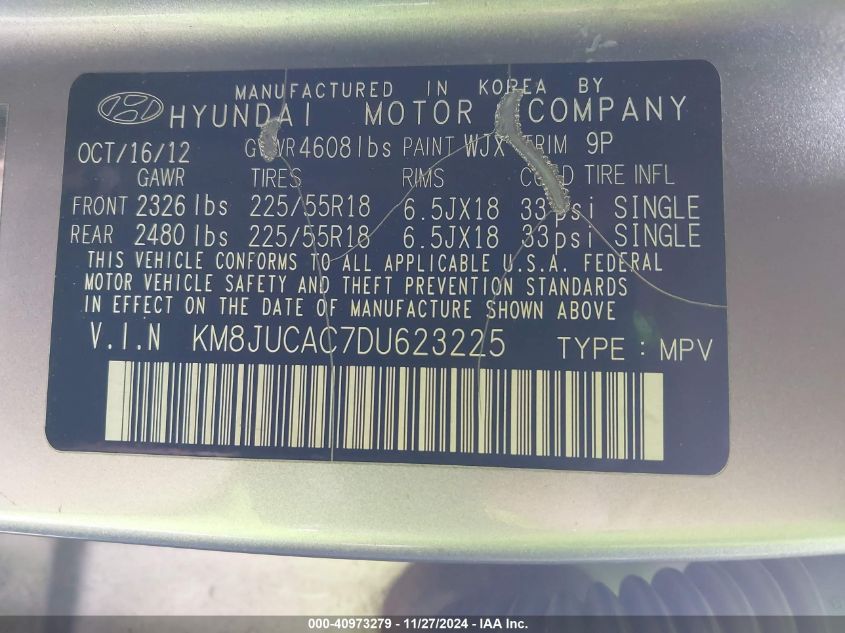 MANUFACTURED IN KOREA BY
HYUNDAI MOTOR COMPANY
OCT/16/12 GVWR 4608 lbs PAINT WJX TRIM 9P
GAWR TIRES RIMS COLD TIRE INFL
FRONT 2326 lbs 225/55R18 6.5JX18 33psi SINGLE
REAR 2480 lbs 225/55R18 6.5JX18 33psi SINGLE
THIS VEHICLE CONFORMS TO ALL APPLICABLE U.S.A. FEDERAL
MOTOR VEHICLE SAFETY AND THEFT PREVENTION STANDARDS
IN EFFECT ON THE DATE OF MANUFACTURE SHOWN ABOVE
V.I.N KM8JUCAC7DU623225 TYPE : MPV
000-40973279 - 11/27/2024 - IAA Inc.